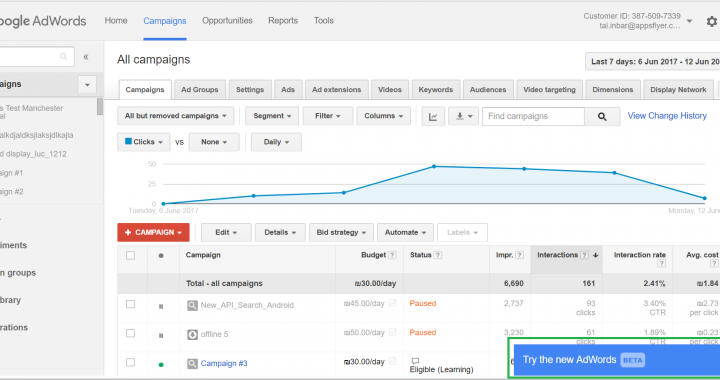 oogle AdWords Home Campaigns Opportunities Reports Tools
Customer ID: 387-509-7339
tal.inbar@appsflyer.c...
«
All campaigns
Last 7 days: 6 Jun 2017 - 12 Jun 20
aigns
Campaigns Ad Groups Settings Ads Ad extensions Videos Keywords Audiences Video targeting Dimensions Display Network
s Test Manchester
al
All but removed campaigns Segment Filter Columns Find campaigns View Change History
d display_luc_1212
Clicks vs None Daily
aign #1
aign #2
50
25
0
Tuesday, 6 June 2017 Monday, 12 June
+ CAMPAIGN Edit Details Bid strategy Automate Labels ?
iments
n groups
ibrary
rations
Campaign Budget ? Status ? Impr. ? Interactions ? Interaction rate ? Avg. cost ?
Total - all campaigns ₪30.00/day 6,690 161 2.41% ₪1.84
New_API_Search_Android ₪45.00/day Paused 2,737 93 clicks 3.40% CTR ₪2.73 per click
offline 5 ₪50.00/day Paused 3,230 61 clicks 1.89% CTR ₪0.23
Campaign #3 ₪30.00/day Eligible (Learning)
Try the new AdWords BETA